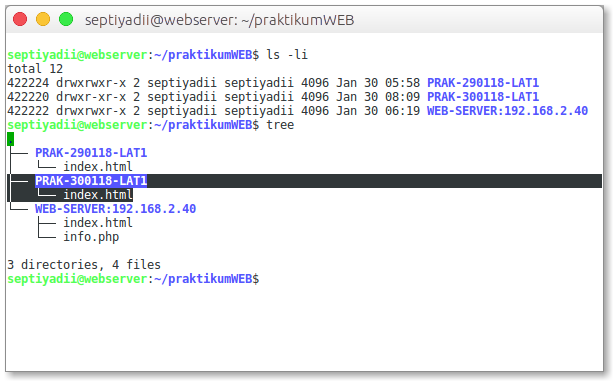 septiyadii@webserver: ~/praktikumWEB
septiyadii@webserver:~/praktikumWEB$ ls -li
total 12
422224 drwxrwxr-x 2 septiyadii septiyadii 4096 Jan 30 05:58 PRAK-290118-LAT1
422220 drwxrwxr-x 2 septiyadii septiyadii 4096 Jan 30 08:09 PRAK-300118-LAT1
422222 drwxrwxr-x 2 septiyadii septiyadii 4096 Jan 30 06:19 WEB-SERVER:192.168.2.40
septiyadii@webserver:~/praktikumWEB$ tree
.
├── PRAK-290118-LAT1
│   └── index.html
├── PRAK-300118-LAT1
│   └── index.html
└── WEB-SERVER:192.168.2.40
    ├── index.html
    └── info.php
3 directories, 4 files
septiyadii@webserver:~/praktikumWEB$